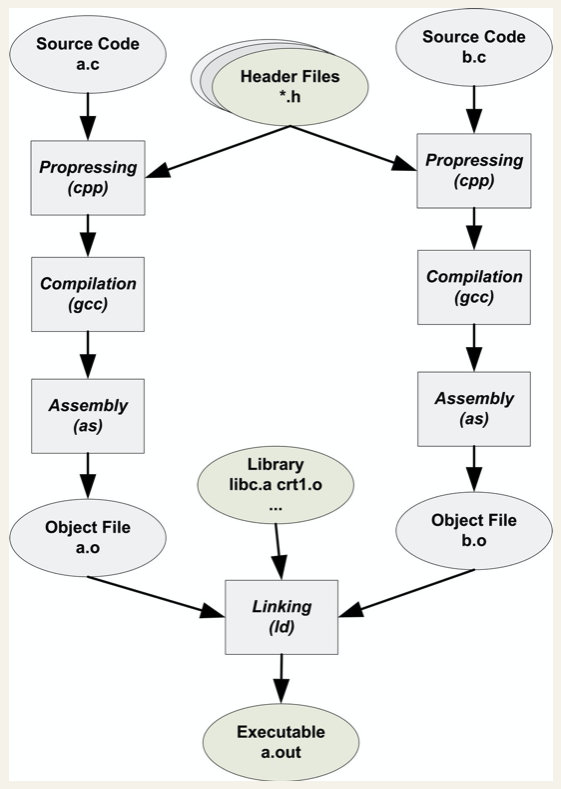 Source Code
a.c
Header Files
*.h
Source Code
b.c
Propressing
(cpp)
Propressing
(cpp)
Compilation
(gcc)
Compilation
(gcc)
Assembly
(as)
Assembly
(as)
Library
libc.a crt1.o
...
Object File
a.o
Object File
b.o
Linking
(ld)
Executable
a.out